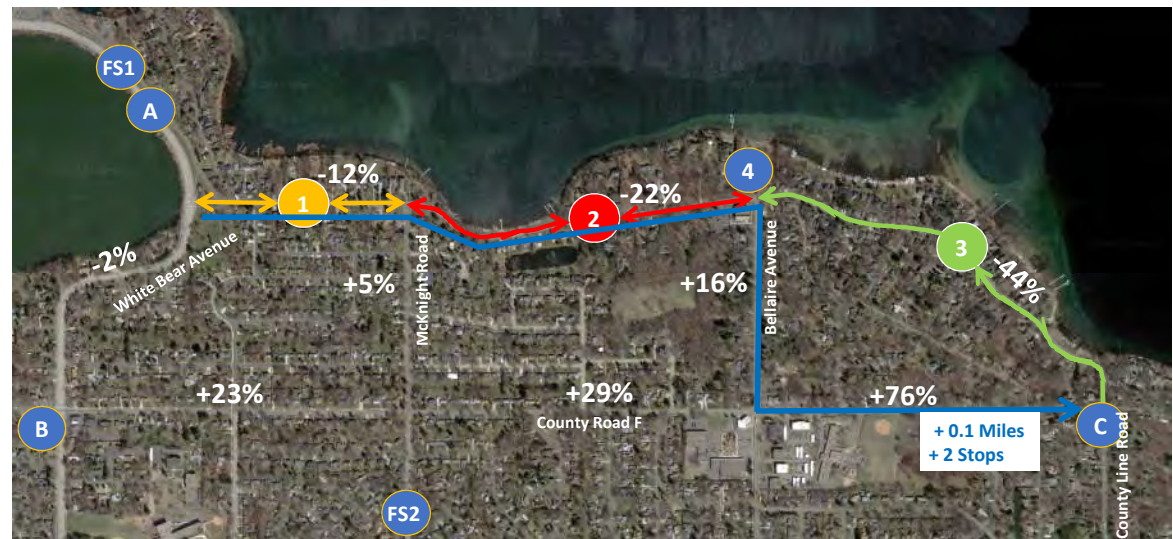 FS1
A
-12%
1
4
-22%
2
3
-44%
-2%
White Bear Avenue
+5%
McKnight Road
+16%
Bellaire Avenue
+23%
+29%
+76%
County Road F
B
+ 0.1 Miles
+ 2 Stops
C
County Line Road
FS2